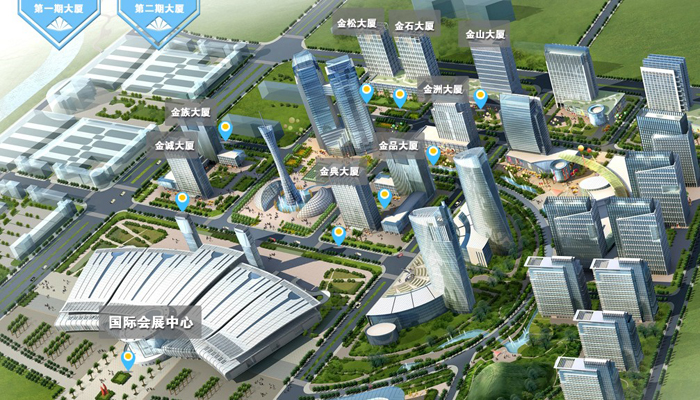 第一期大厦
第二期大厦
金松大厦
金石大厦
金山大厦
金洲大厦
金族大厦
金诚大厦
金品大厦
金典大厦
国际会展中心